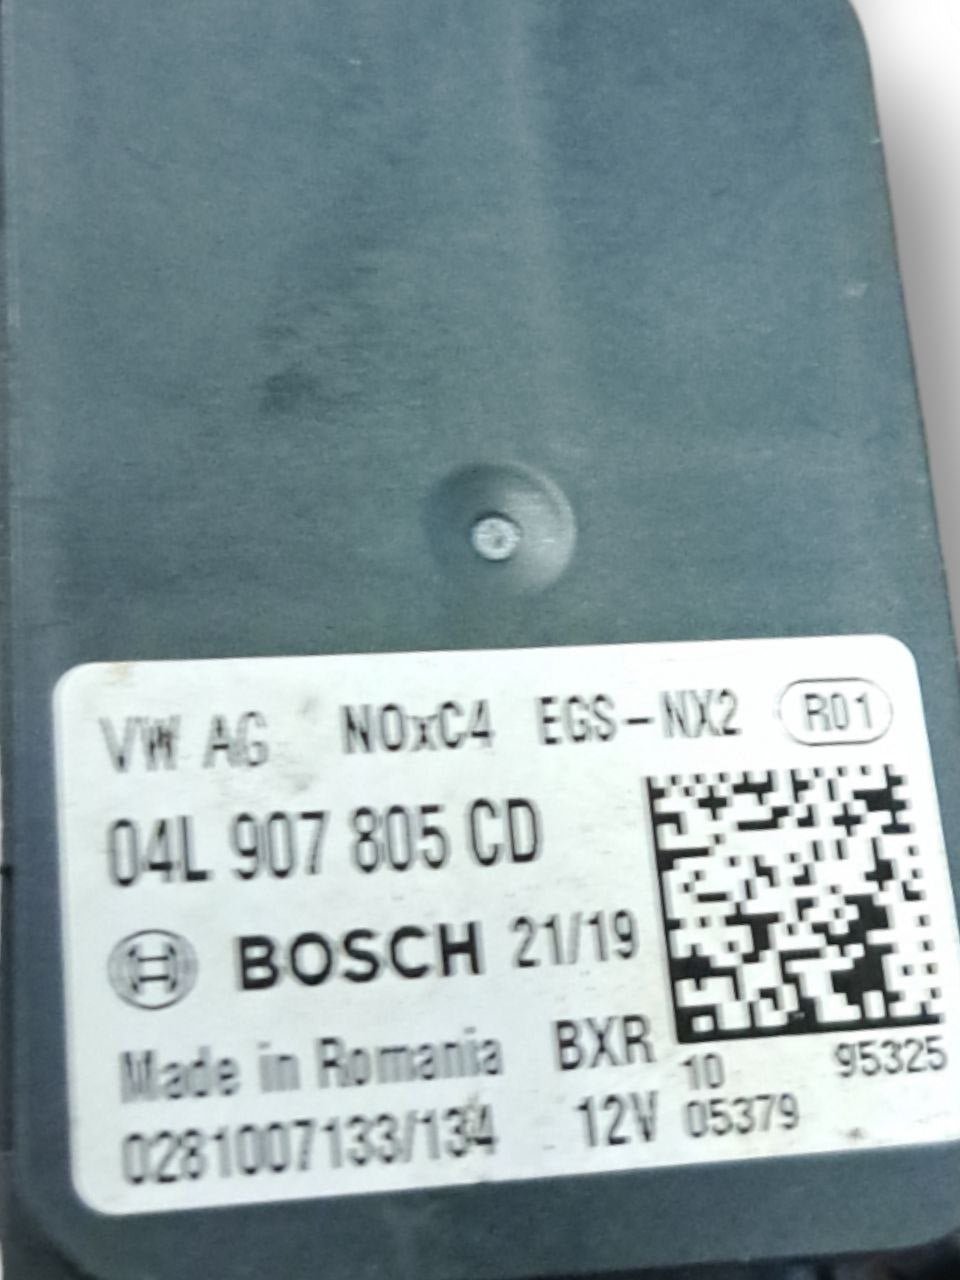 VW AG NOxC4 EGS-NX2 R01
04L 907 805 CD
BOSCH 21/19
Made in Romania BXR
10 95325
0281007133/134 12V 05379